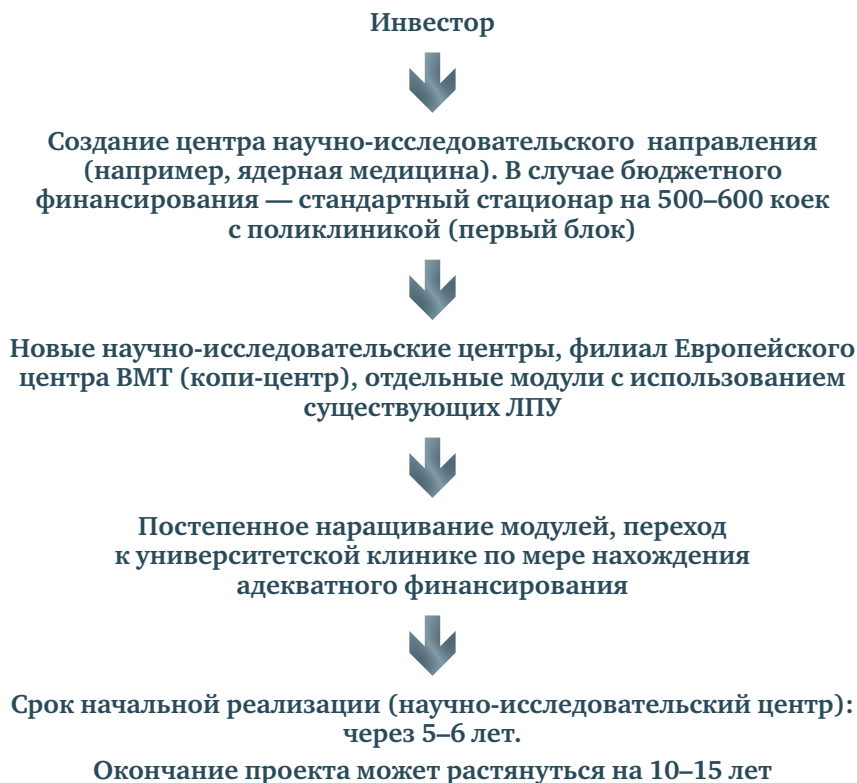 Инвестор
Создание центра научно-исследовательского направления
(например, ядерная медицина). В случае бюджетного
финансирования — стандартный стационар на 500–600 коек
с поликлиникой (первый блок)
Новые научно-исследовательские центры, филиал Европейского
центра ВМТ (копи-центр), отдельные модули с использованием
существующих ЛПУ
Постепенное наращивание модулей, переход
к университетской клинике по мере нахождения
адекватного финансирования
Срок начальной реализации (научно-исследовательский центр):
через 5–6 лет.
Окончание проекта может растянуться на 10–15 лет